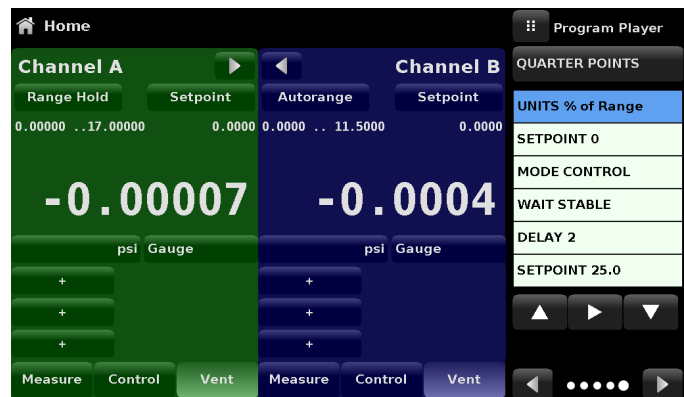 Home
Program Player
Channel A
Channel B
QUARTER POINTS
Range Hold
Setpoint
Autorange
Setpoint
UNITS % of Range
0.00000 ..17.00000
0.0000
0.0000 .. 11.5000
0.0000
SETPOINT 0
MODE CONTROL
-0.00007
-0.0004
WAIT STABLE
DELAY 2
psi
Gauge
psi
Gauge
SETPOINT 25.0
+
+
+
+
+
+
Measure
Control
Vent
Measure
Control
Vent